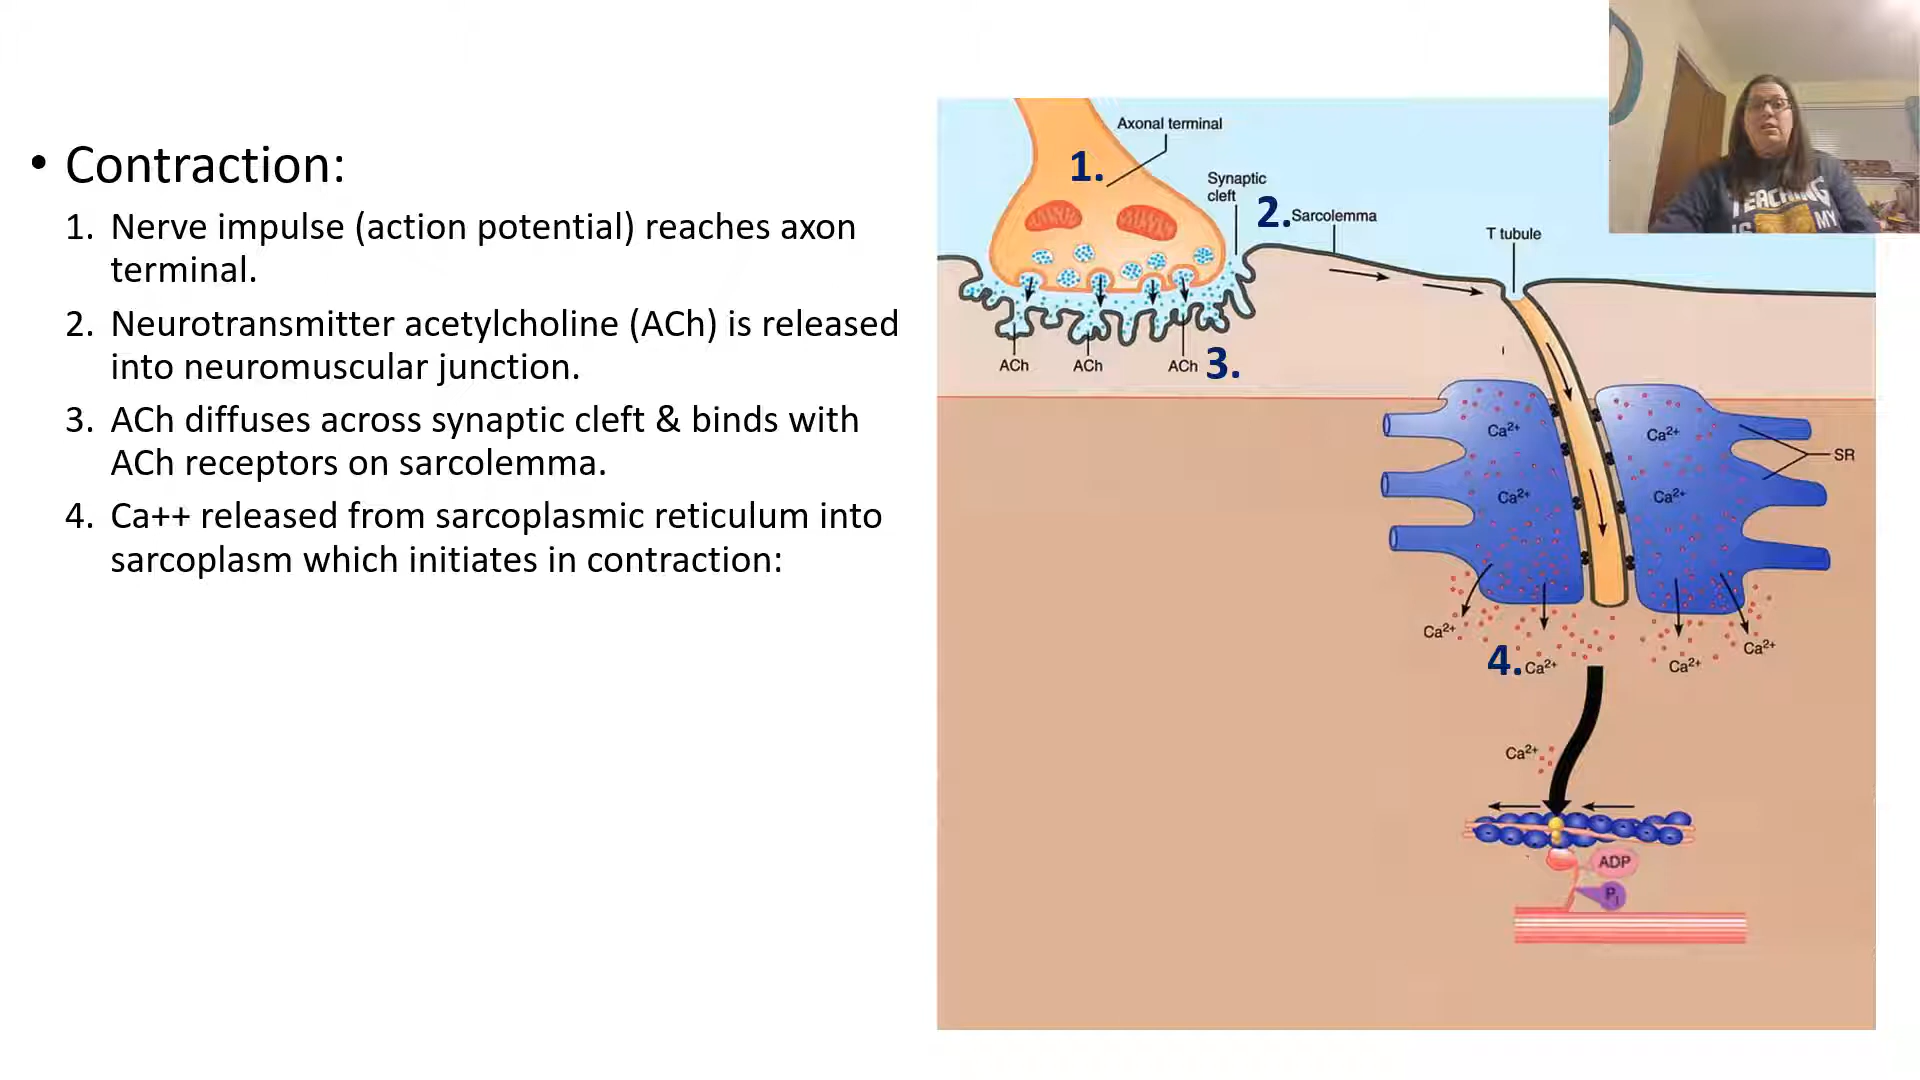 • Contraction:
1. Nerve impulse (action potential) reaches axon
terminal.
2. Neurotransmitter acetylcholine (ACh) is released
into neuromuscular junction.
3. ACh diffuses across synaptic cleft & binds with
ACh receptors on sarcolemma.
4. Ca++ released from sarcoplasmic reticulum into
sarcoplasm which initiates in contraction:
Axonal terminal
1.
Synaptic
cleft
2.
Sarcolemma
T tubule
ACh
ACh
ACh
3.
Ca2+
Ca2+
SR
Ca2+
Ca2+
Ca2+
4.
Ca2+
Ca2+
Ca2+
Ca2+
ADP
Pi
TEACHING
IS
MY